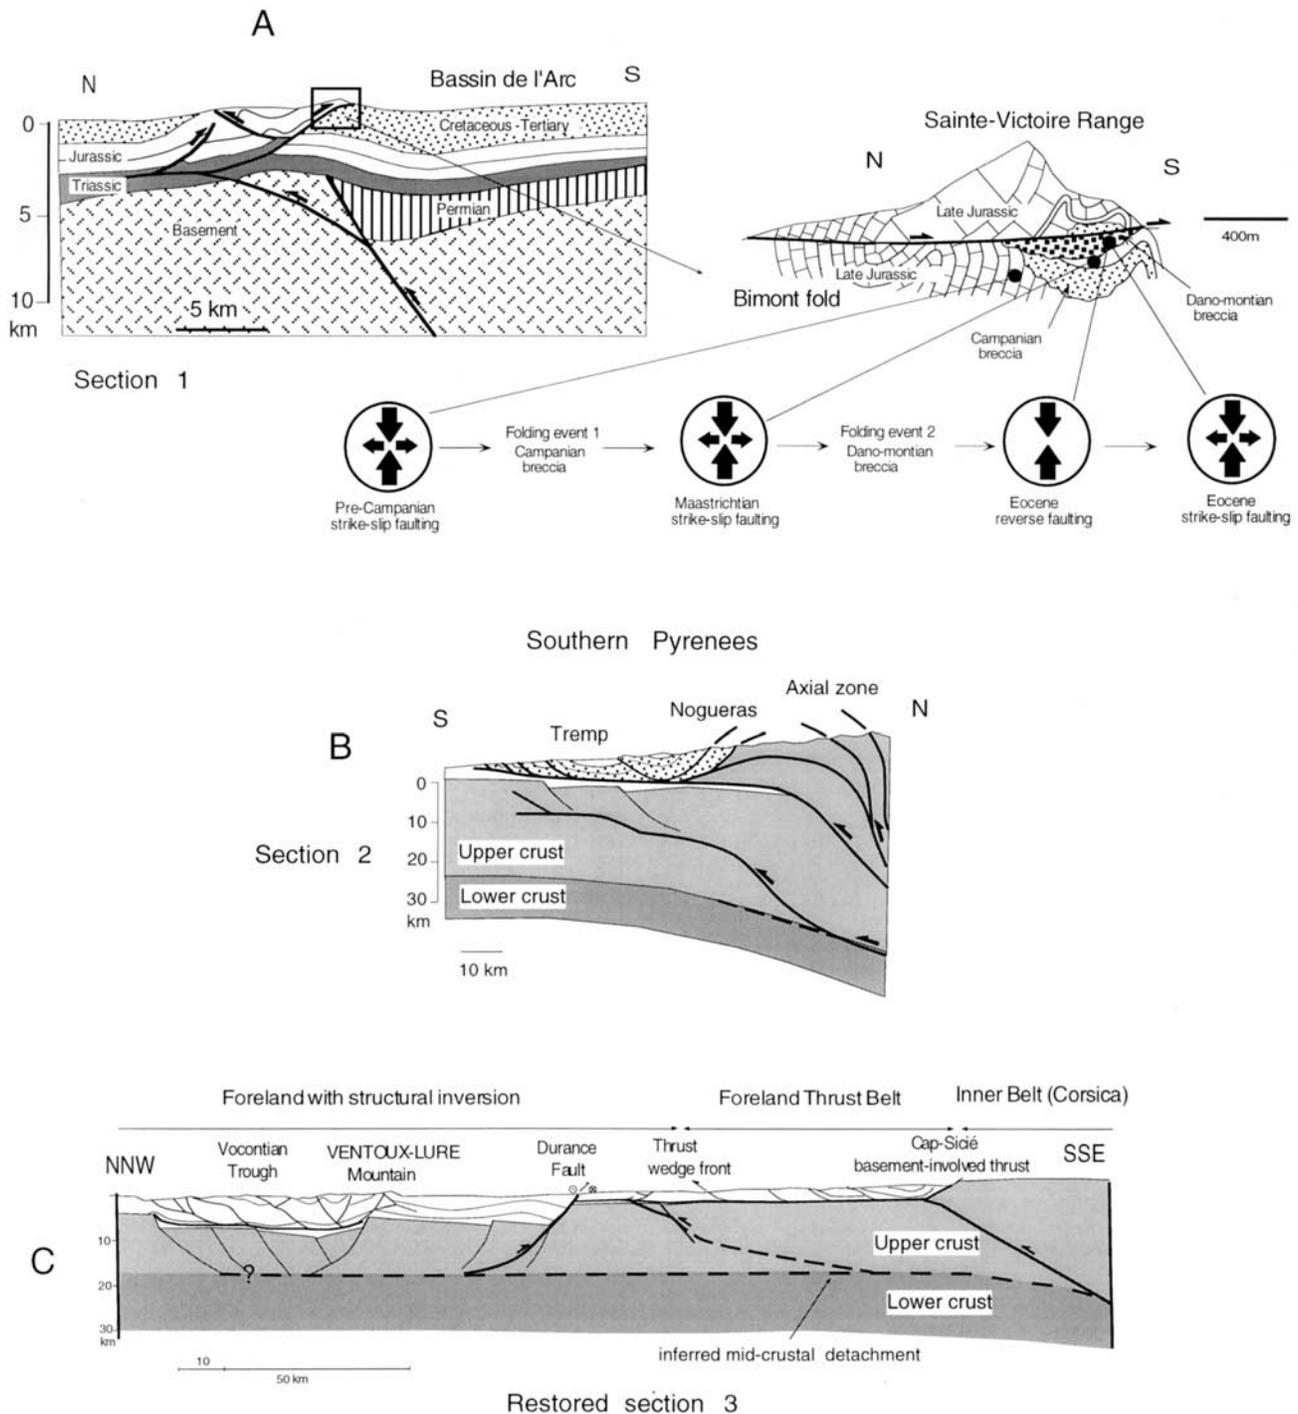 A
N
Bassin de l'Arc
S
0
Cretaceous-Tertiary
Jurassic
Triassic
5
Permian
Basement
10
km
5 km
Section 1
Sainte-Victoire Range
N
S
Late Jurassic
400m
Late Jurassic
Bimont fold
Dano-montian
breccia
Campanian
breccia
Folding event 1
Campanian
breccia
Folding event 2
Dano-montian
breccia
Pre-Campanian
strike-slip faulting
Maastrichtian
strike-slip faulting
Eocene
reverse faulting
Eocene
strike-slip faulting
Southern Pyrenees
Axial zone
Nogueras
S
N
B
Tremp
0
10
Section 2
Upper crust
20
Lower crust
30
km
10 km
Foreland with structural inversion
Foreland Thrust Belt
Inner Belt (Corsica)
NNW
Vocontian
Trough
VENTOUX-LURE
Mountain
Durance
Fault
Thrust
wedge front
Cap-Sicié
basement-involved thrust
SSE
C
10
Upper crust
?
20
Lower crust
30
km
inferred mid-crustal detachment
10
50 km
Restored section 3